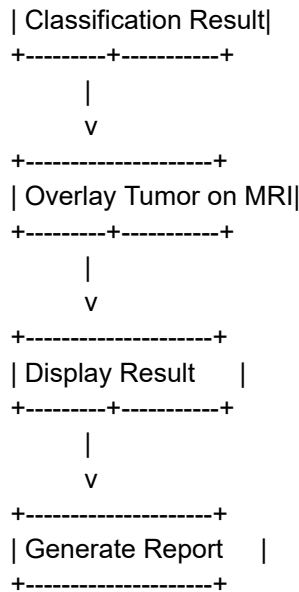 | Classification Result|
+---------+-----------+
|
v
+---------------------+
| Overlay Tumor on MRI|
+---------+-----------+
|
v
+---------------------+
| Display Result      |
+---------+-----------+
|
v
+---------------------+
| Generate Report     |
+---------------------+